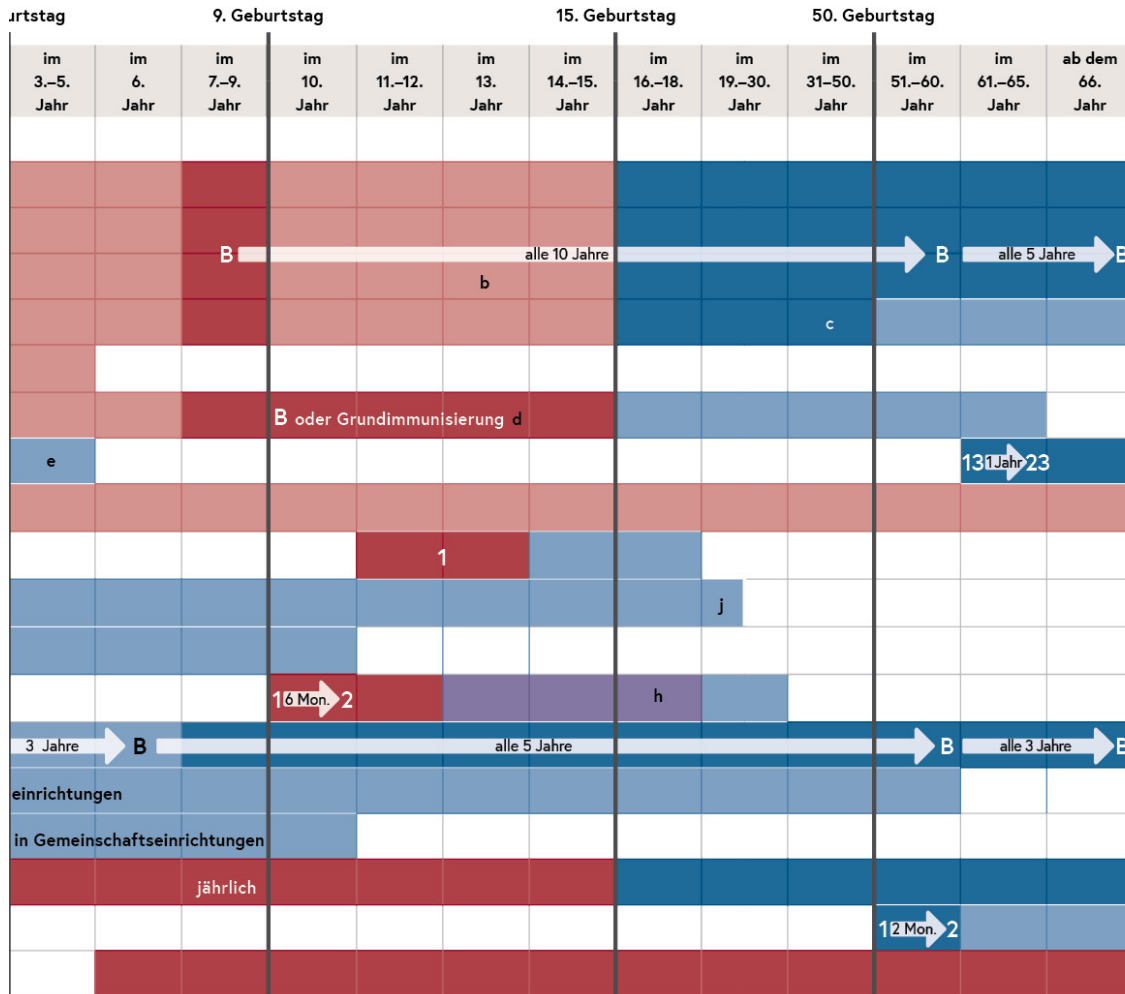 urtstag 9. Geburtstag 15. Geburtstag 50. Geburtstag
im im im im im im im im im im im im ab dem
3.–5. 6. 7.–9. 10. 11.–12. 13. 14.–15. 16.–18. 19.–30. 31–50. 51.–60. 61.–65. 66.
Jahr Jahr Jahr Jahr Jahr Jahr Jahr Jahr Jahr Jahr Jahr Jahr Jahr
B alle 10 Jahre B alle 5 Jahre B
b
c
B oder Grundimmunisierung d
e 13 1 Jahr 23
1
j
1 6 Mon. 2 h
3 Jahre B alle 5 Jahre B alle 3 Jahre B
einrichtungen
in Gemeinschaftseinrichtungen
jährlich
1 2 Mon. 2